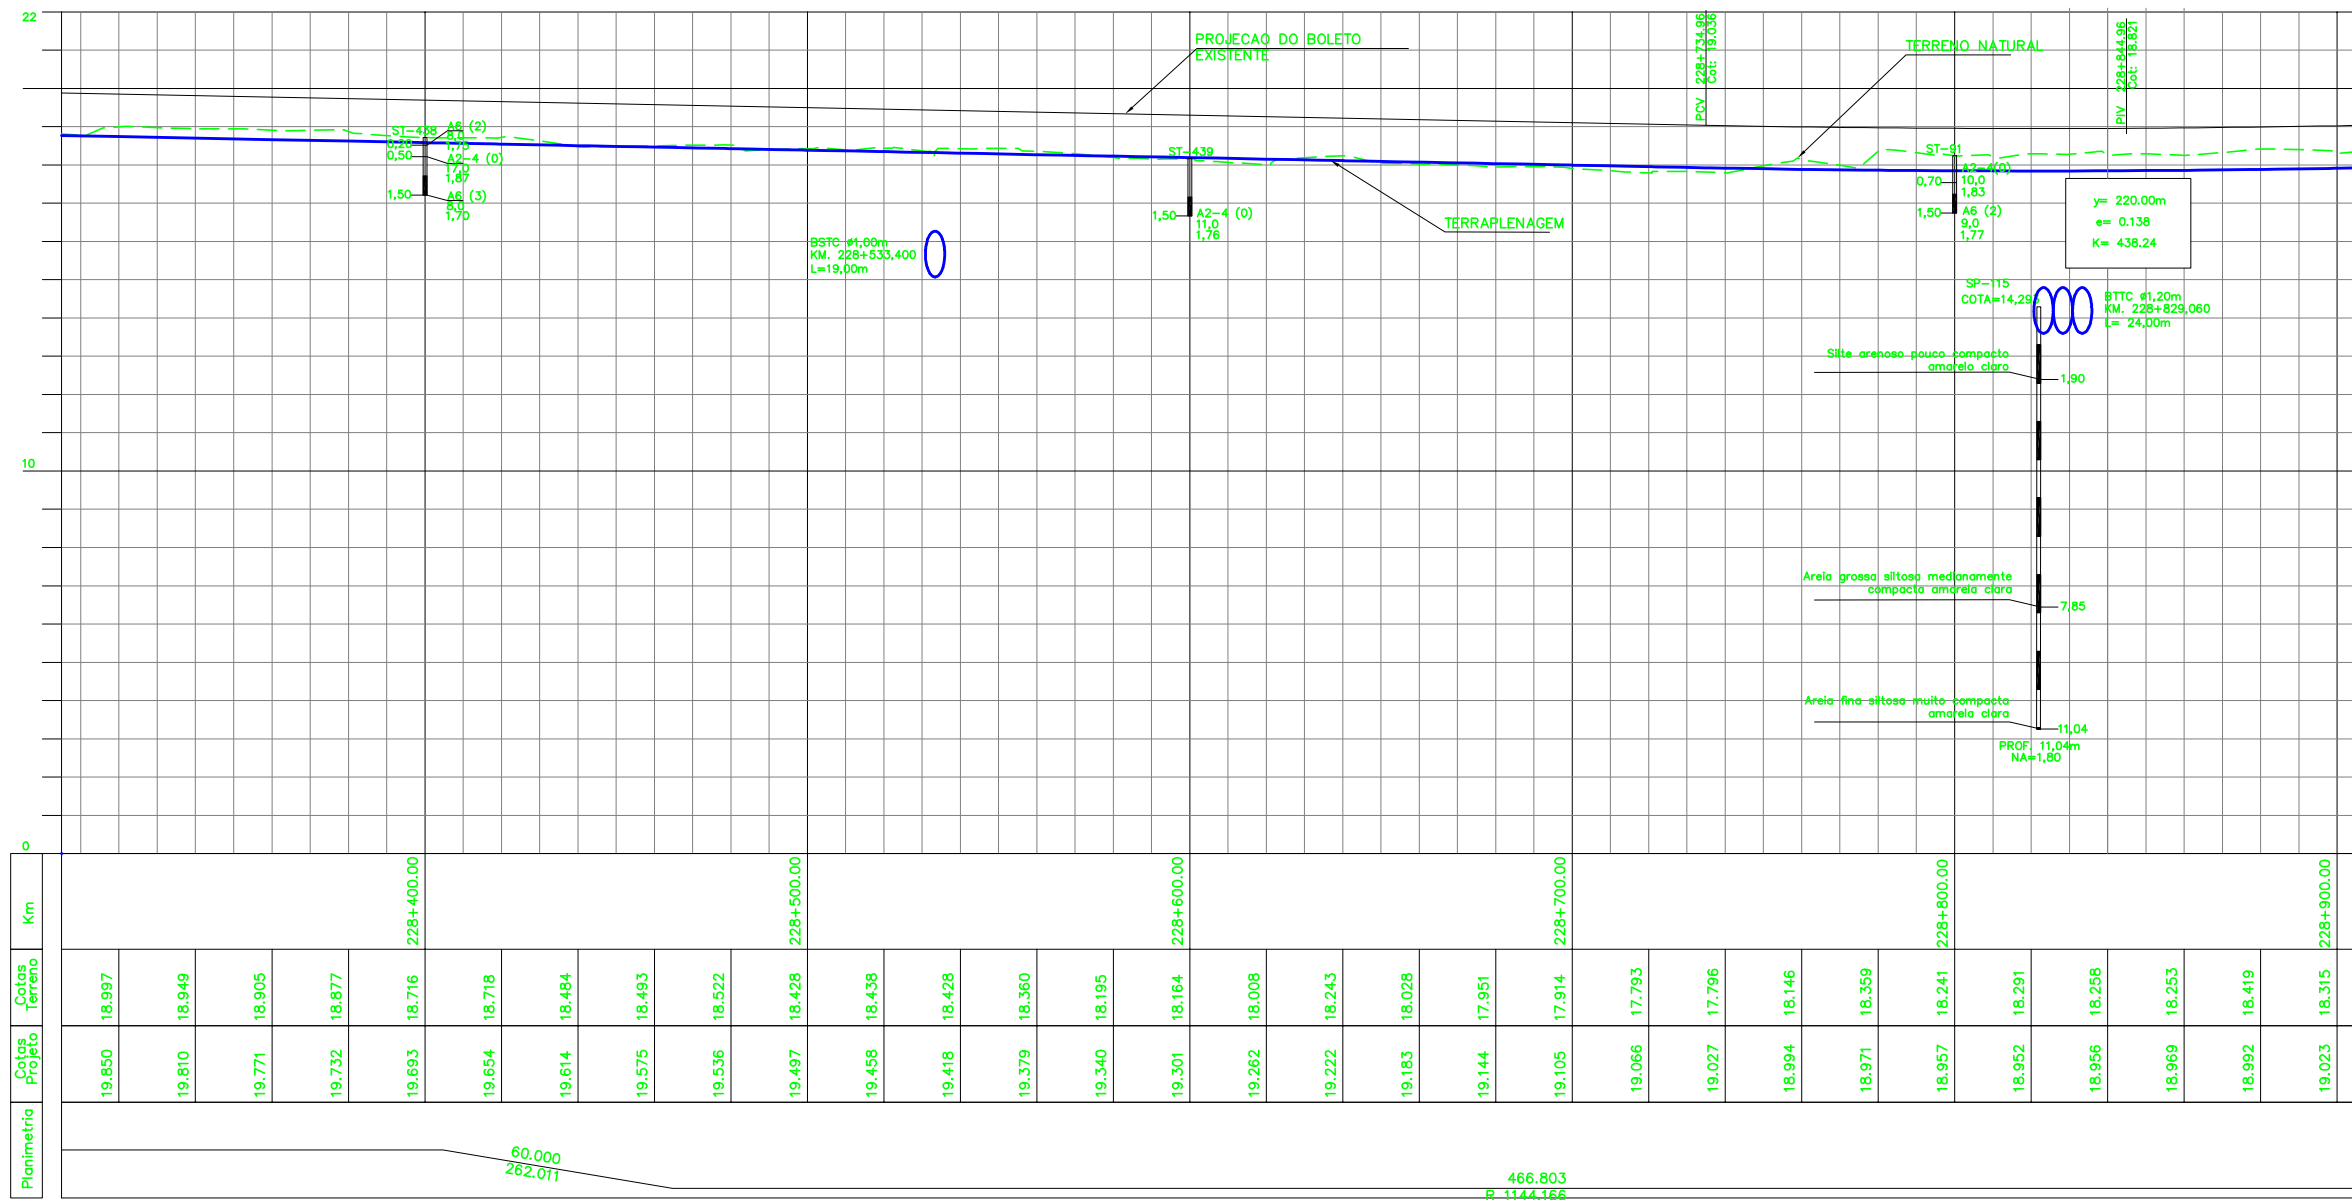 22
10
0
PROJECAO DO BOLETO
EXISTENTE
PCV 228+734.96
Cot: 19.036
TERRENO NATURAL
PIV 228+844.96
Cot: 18.821
ST-438
0,20
0,50
1,50
A6 (2)
8,0
1,75
A2-4 (0)
17,0
1,87
A6 (3)
8,0
1,70
BSTC ø1,00m
KM. 228+533,400
L=19,00m
ST-439
1,50
A2-4 (0)
11,0
1,76
TERRAPLENAGEM
ST-91
0,70
1,50
A2-4(0)
10,0
1,83
A6 (2)
9,0
1,77
y= 220.00m
e= 0.138
K= 438.24
SP-115
COTA=14,29
BTTC ø1,20m
KM. 228+829,060
L= 24,00m
Silte arenoso pouco compacto
amarelo claro
1,90
Areia grossa siltosa medianamente
compacta amarela clara
7,85
Areia fina siltosa muito compacta
amarela clara
11,04
PROF. 11,04m
NA=1,80
Km
228+400.00
228+500.00
228+600.00
228+700.00
228+800.00
228+900.00
Cotas
Terreno
18.997
18.949
18.905
18.877
18.716
18.718
18.484
18.493
18.522
18.428
18.438
18.428
18.360
18.195
18.164
18.008
18.243
18.028
17.951
17.914
17.793
17.796
18.146
18.359
18.241
18.291
18.258
18.253
18.419
18.315
Cotas
Projeto
19.850
19.810
19.771
19.732
19.693
19.654
19.614
19.575
19.536
19.497
19.458
19.418
19.379
19.340
19.301
19.262
19.222
19.183
19.144
19.105
19.066
19.027
18.994
18.971
18.957
18.952
18.956
18.969
18.992
19.023
Planimetria
60.000
262.011
466.803
R 1144.166